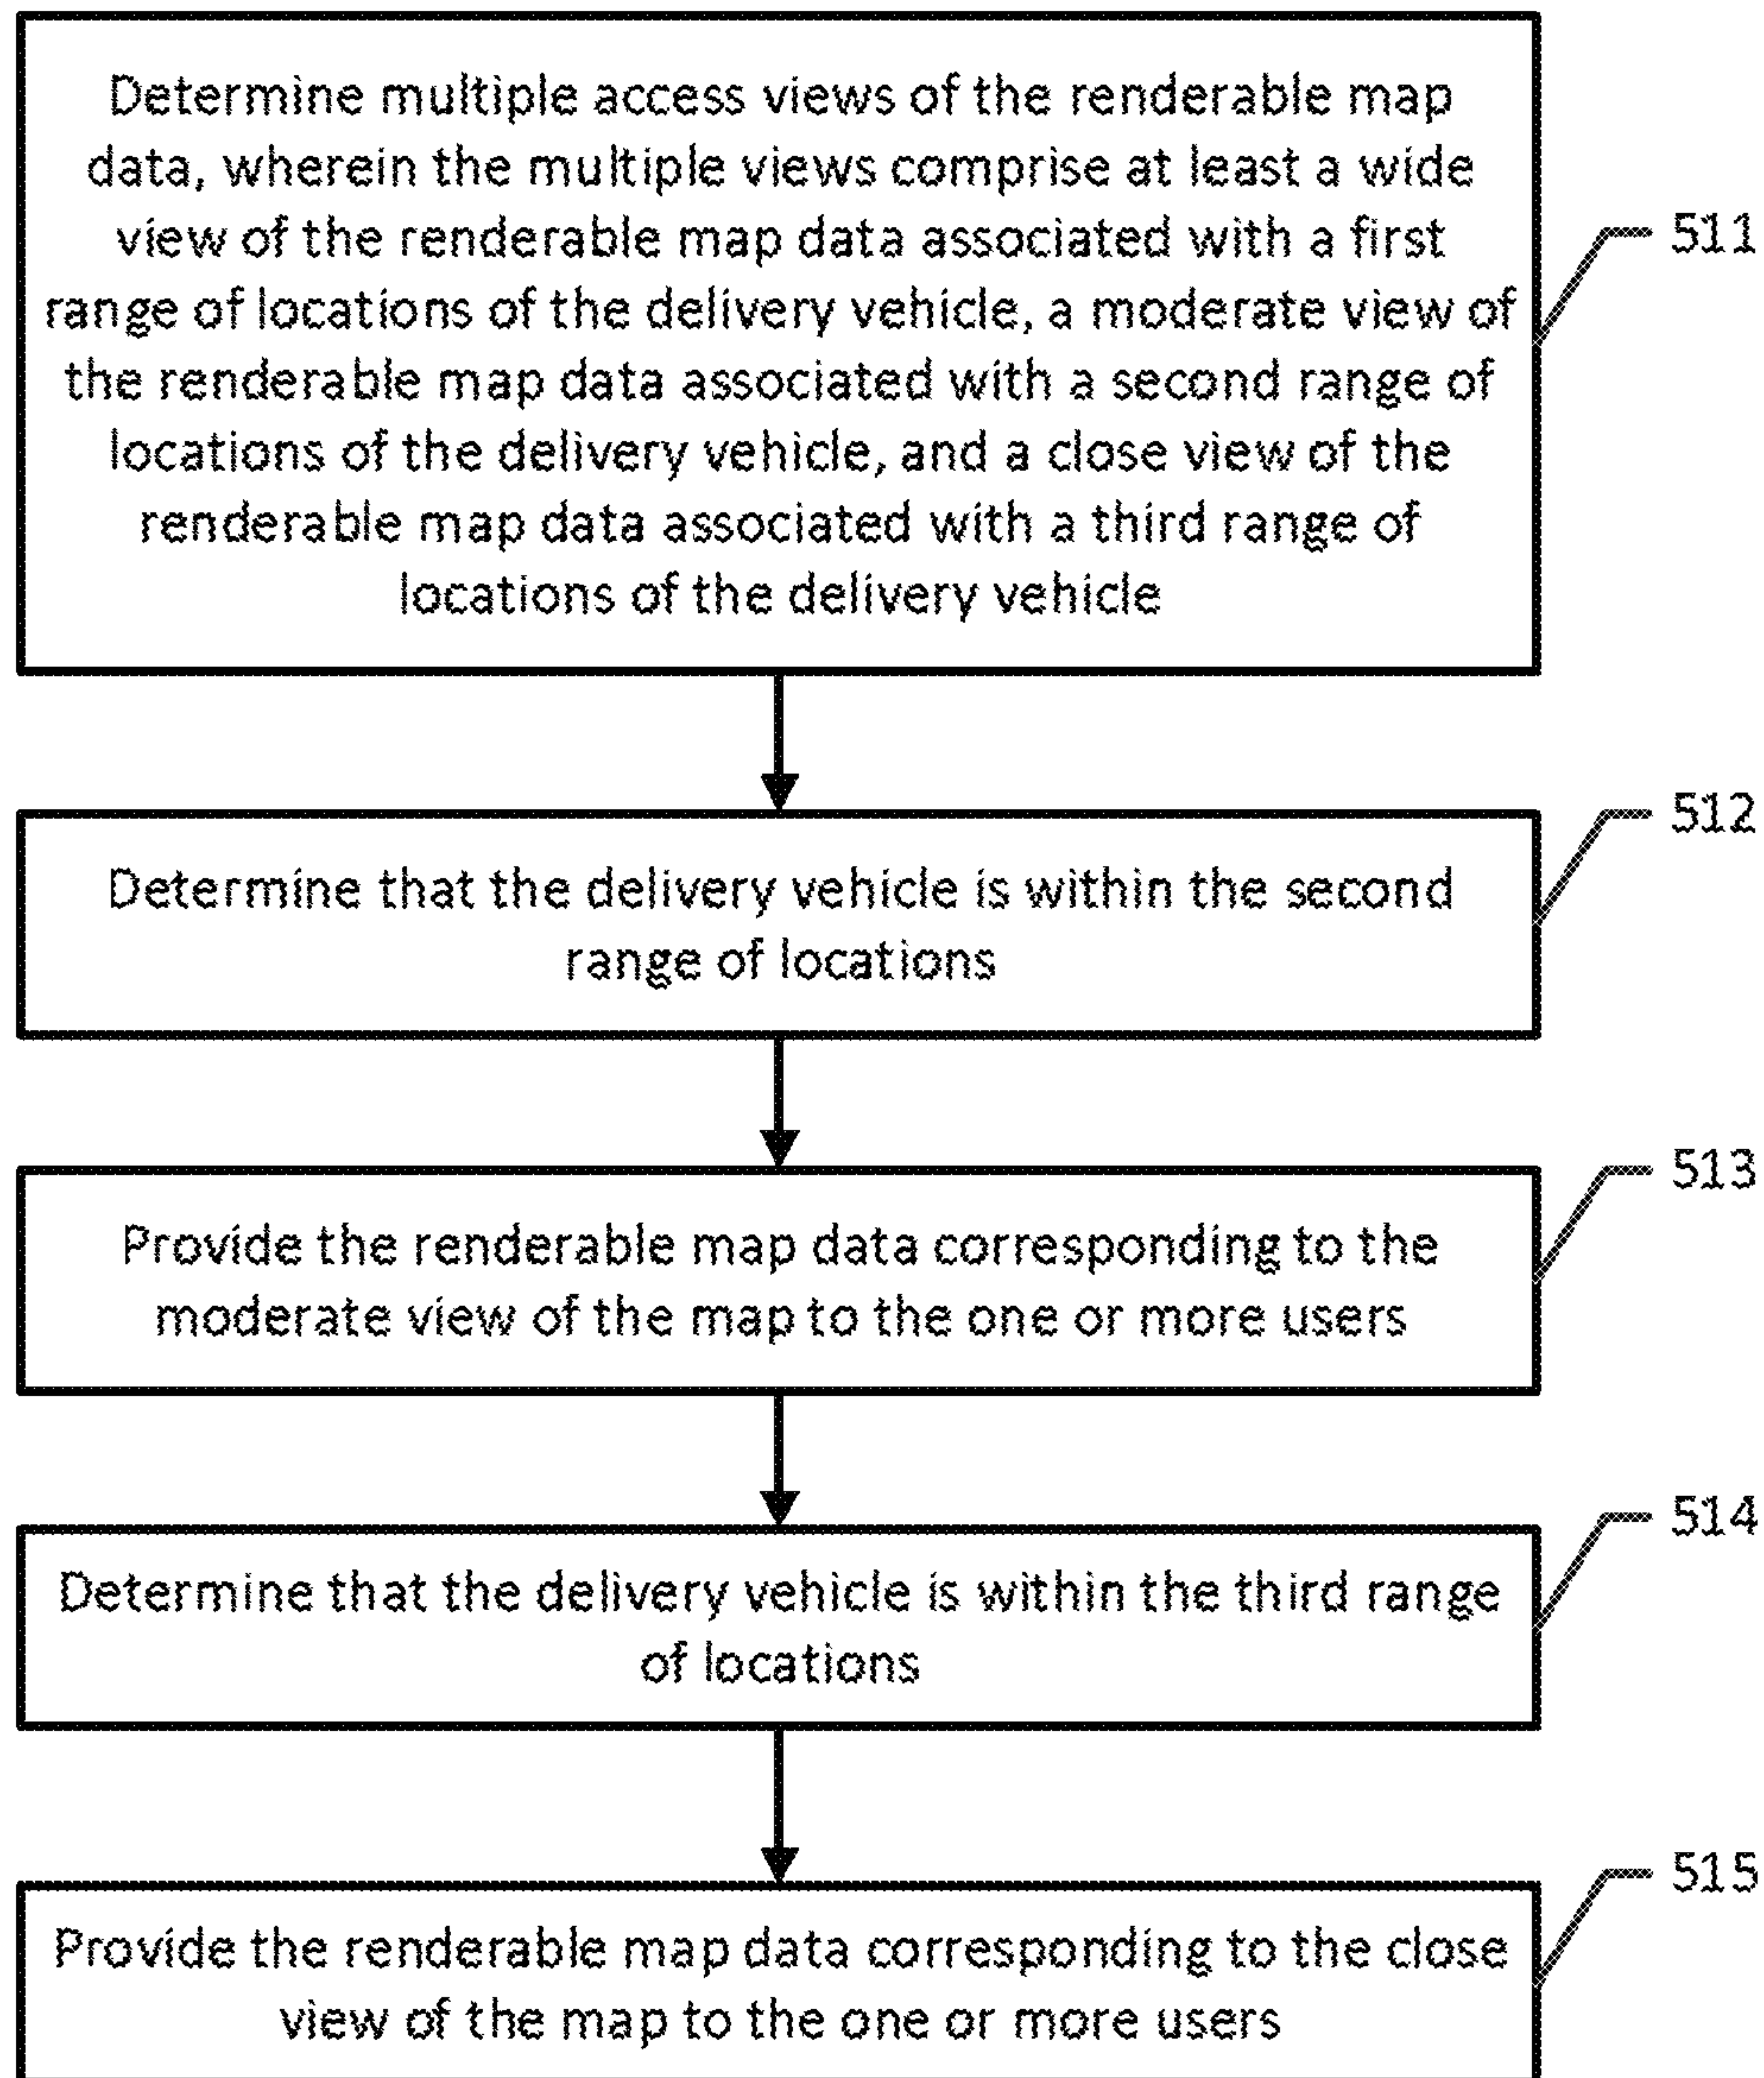 Determine multiple access views of the renderable map
data, wherein the multiple views comprise at least a wide
view of the renderable map data associated with a first
range of locations of the delivery vehicle, a moderate view of
the renderable map data associated with a second range of
locations of the delivery vehicle, and a close view of the
renderable map data associated with a third range of
locations of the delivery vehicle
511
Determine that the delivery vehicle is within the second
range of locations
512
Provide the renderable map data corresponding to the
moderate view of the map to the one or more users
513
Determine that the delivery vehicle is within the third range
of locations
514
Provide the renderable map data corresponding to the close
view of the map to the one or more users
515